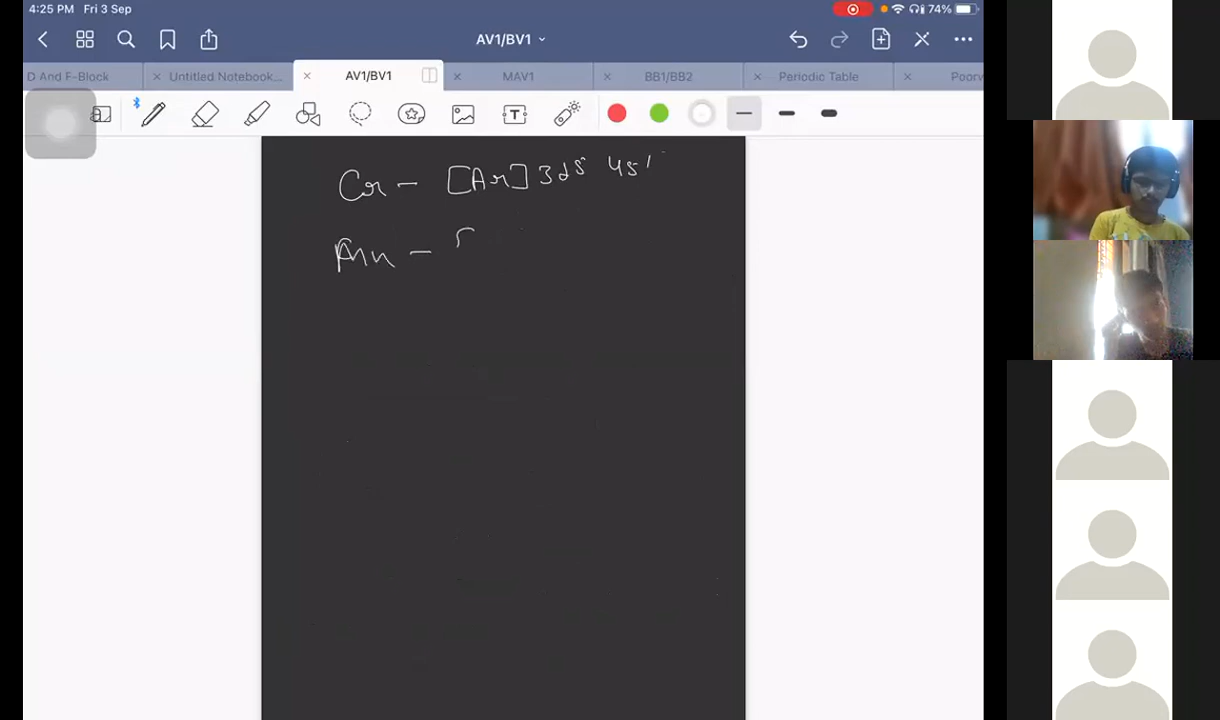 4:25 PM Fri 3 Sep 74%
AV1/BV1
D And F-Block Untitled Notebook... AV1/BV1 MAV1 BB1/BB2 Periodic Table Poorv
T
Cr - [Ar] 3d5 4s1
Mn - [